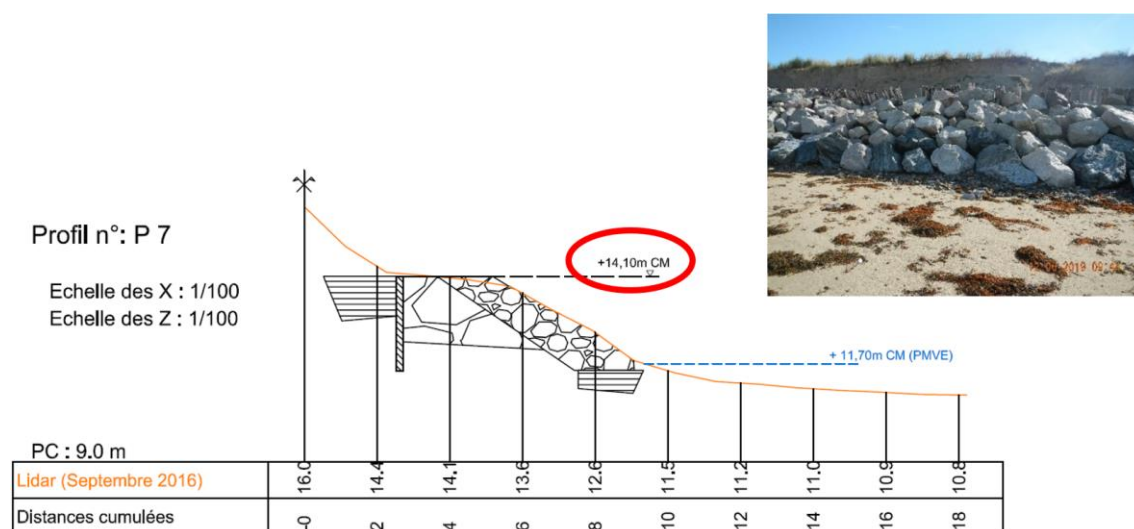 Profil n°: P 7
Echelle des X : 1/100
Echelle des Z : 1/100
+14,10m CM
+ 11,70m CM (PMVE)
PC : 9.0 m
Lidar (Septembre 2016) 16.0 14.4 14.1 13.6 12.6 11.5 11.2 11.0 10.9 10.8
Distances cumulées 0 2 4 6 8 10 12 14 16 18